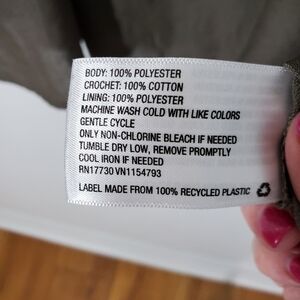 BODY: 100% POLYESTER
CROCHET: 100% COTTON
LINING: 100% POLYESTER
MACHINE WASH COLD WITH LIKE COLORS
GENTLE CYCLE
ONLY NON-CHLORINE BLEACH IF NEEDED
TUMBLE DRY LOW, REMOVE PROMPTLY
COOL IRON IF NEEDED
RN17730 VN1154793
LABEL MADE FROM 100% RECYCLED PLASTIC